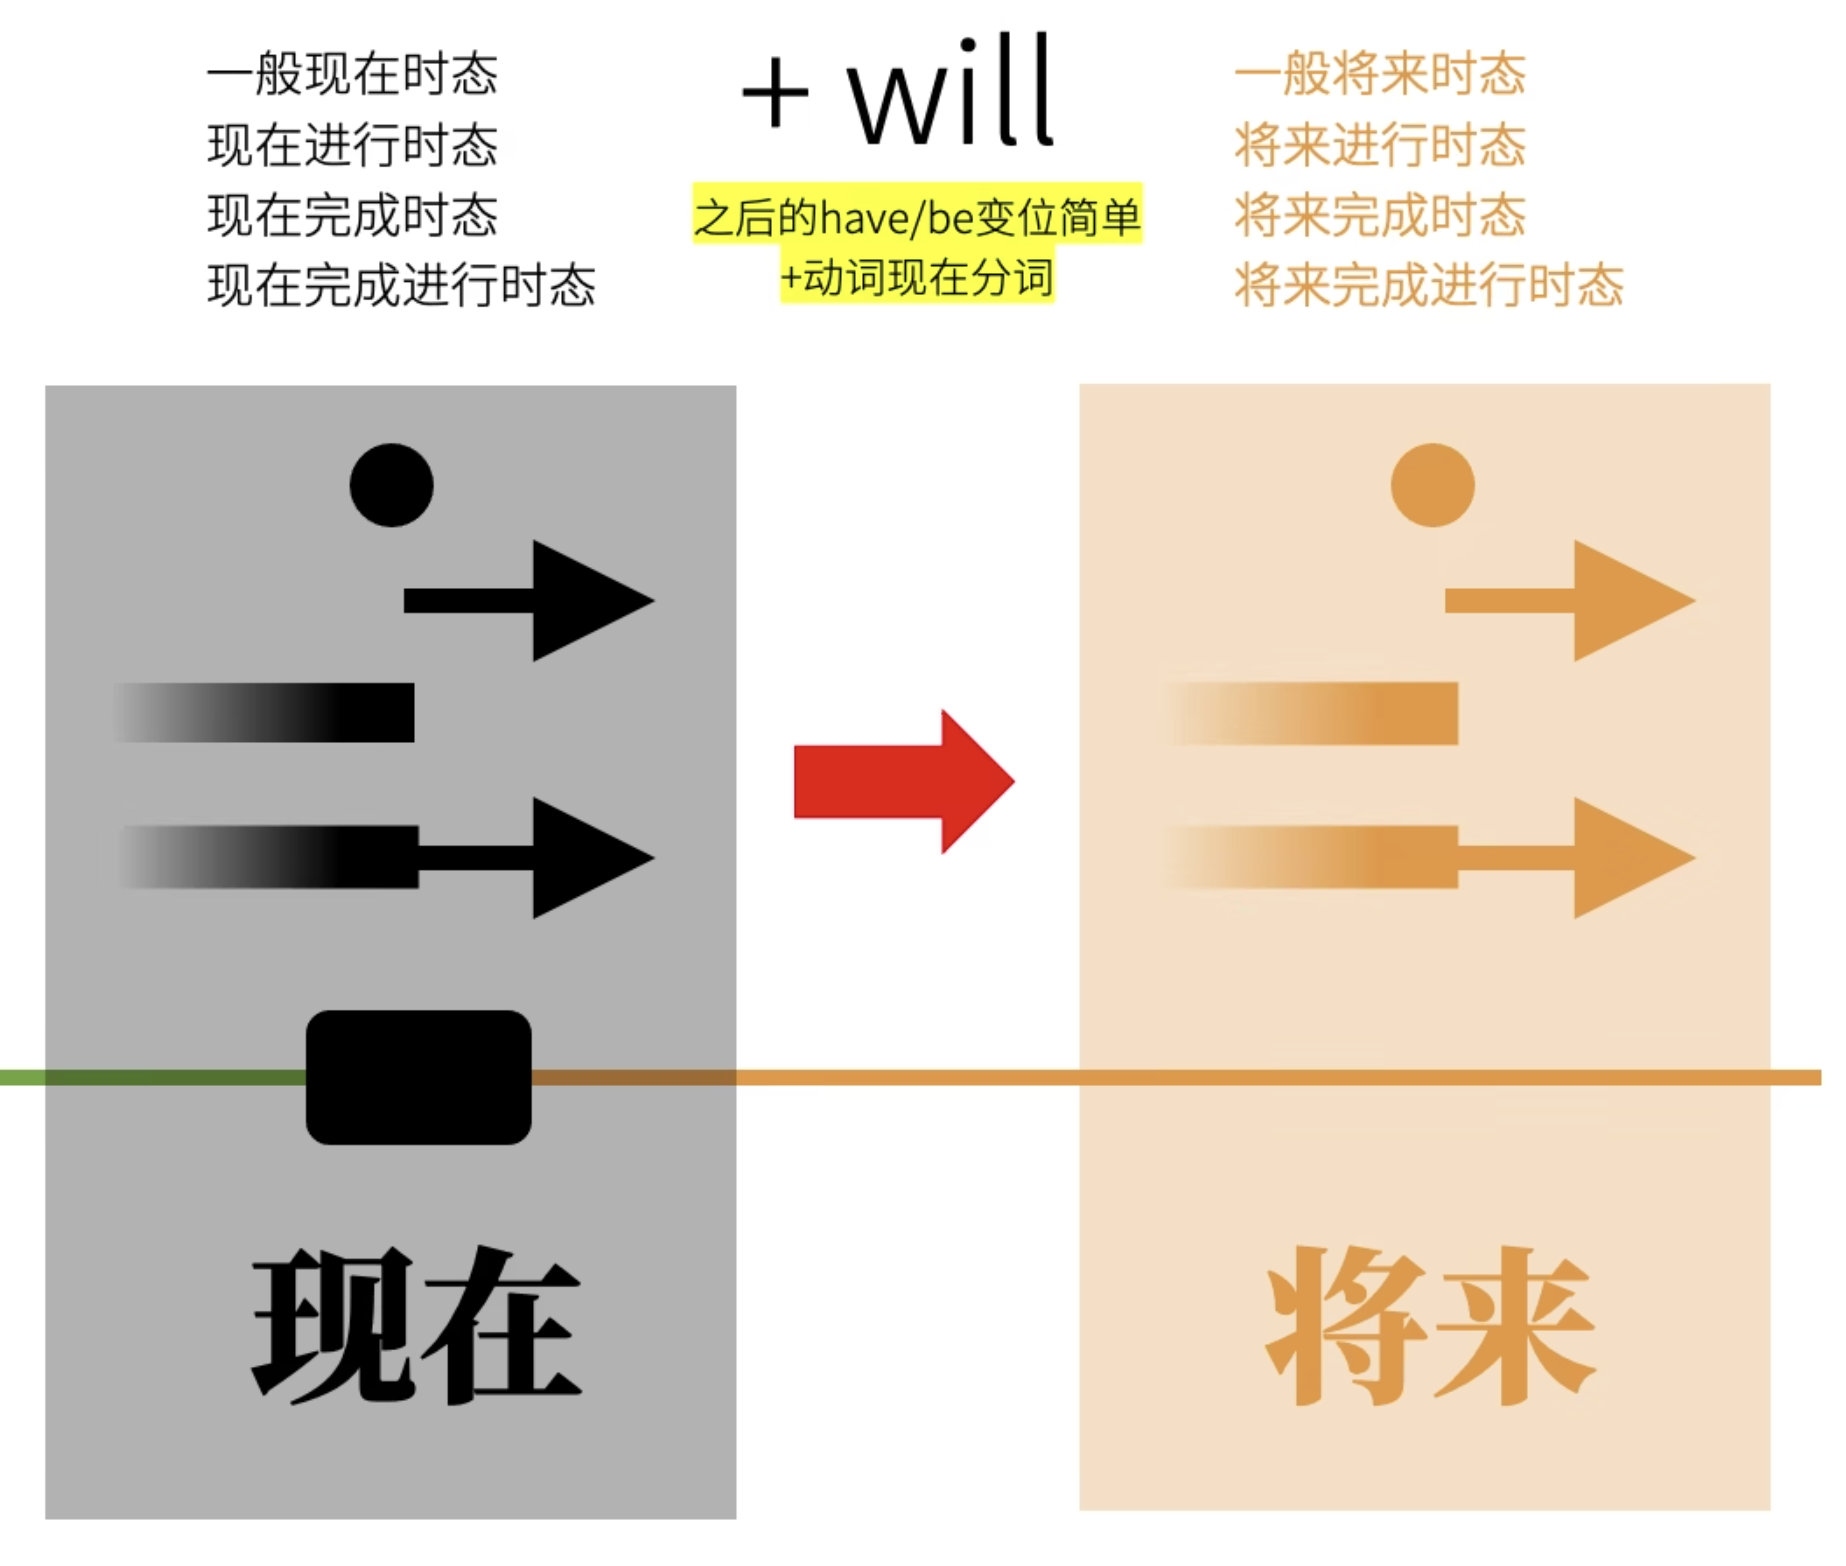 一般现在时态
现在进行时态
现在完成时态
现在完成进行时态
+ will
之后的have/be变位简单
+动词现在分词
一般将来时态
将来进行时态
将来完成时态
将来完成进行时态
现在
将来